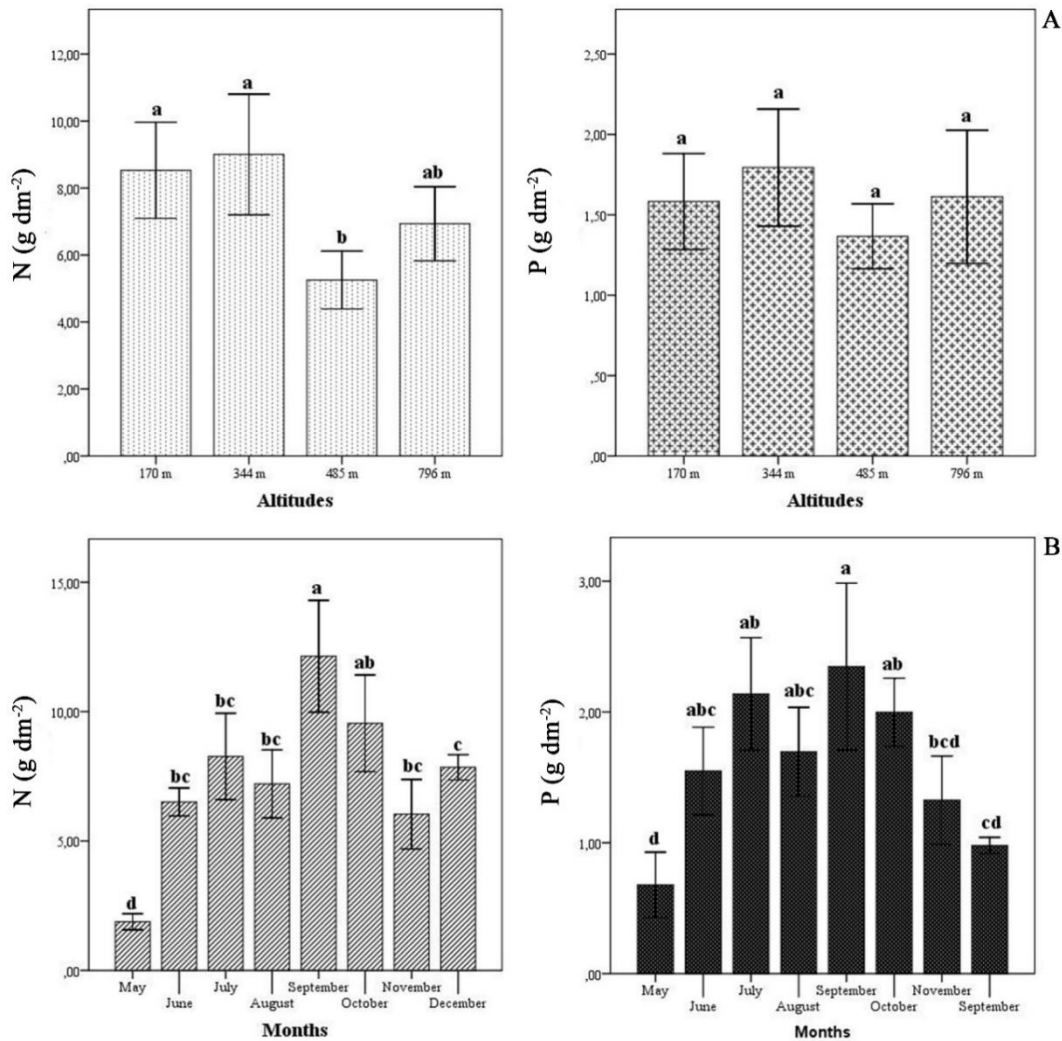 A
12,00
10,00
8,00
6,00
4,00
2,00
,00
N (g dm-2)
a
a
b
ab
170 m 344 m 485 m 796 m
Altitudes
2,50
2,00
1,50
1,00
,50
,00
P (g dm-2)
a
a
a
a
170 m 344 m 485 m 796 m
Altitudes
B
15,00
10,00
5,00
,00
N (g dm-2)
d
bc
bc
bc
a
ab
bc
c
May July September November
June August October December
Months
3,00
2,00
1,00
,00
P (g dm-2)
d
abc
ab
abc
a
ab
bcd
cd
May July September November
June August October September
Months